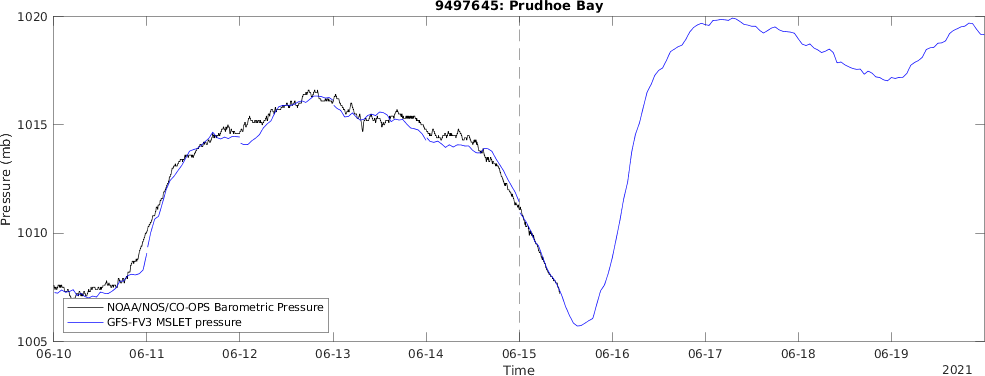 9497645: Prudhoe Bay
1020
1015
1010
1005
Pressure (mb)
NOAA/NOS/CO-OPS Barometric Pressure
GFS-FV3 MSLET pressure
06-10 06-11 06-12 06-13 06-14 06-15 06-16 06-17 06-18 06-19
Time
2021